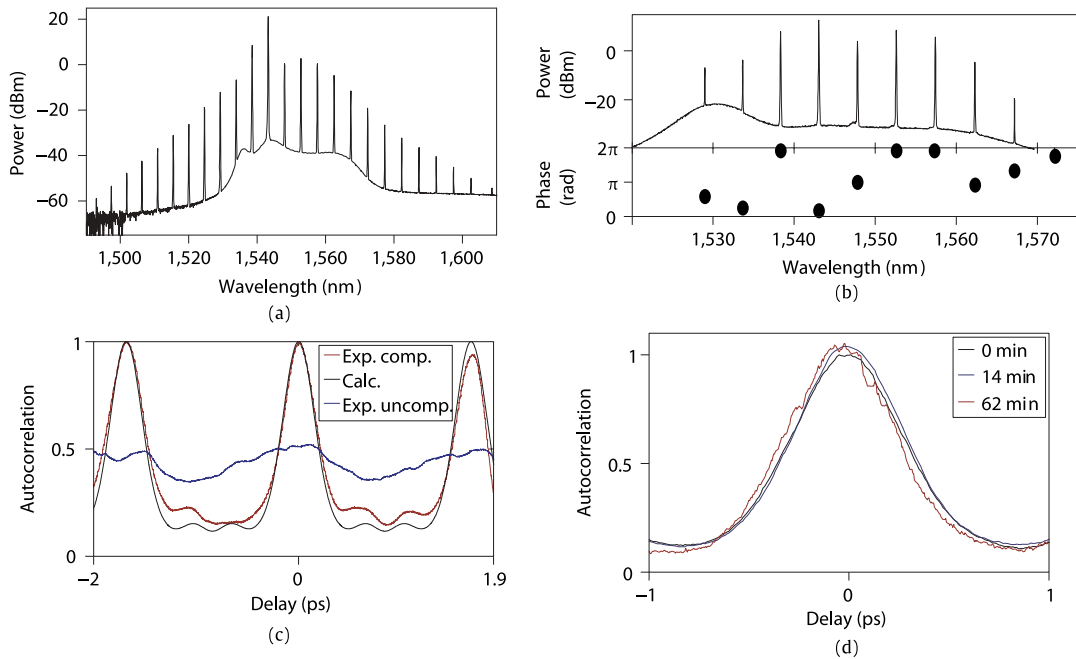 20
0
−20
−40
−60
Power (dBm)
1,500
1,520
1,540
1,560
1,580
1,600
Wavelength (nm)
(a)
0
−20
Power
(dBm)
2π
π
0
Phase
(rad)
1,530
1,540
1,550
1,560
1,570
Wavelength (nm)
(b)
1
0.5
0
Autocorrelation
Exp. comp.
Calc.
Exp. uncomp.
−2
0
1.9
Delay (ps)
(c)
1
0.5
0
Autocorrelation
0 min
14 min
62 min
−1
0
1
Delay (ps)
(d)